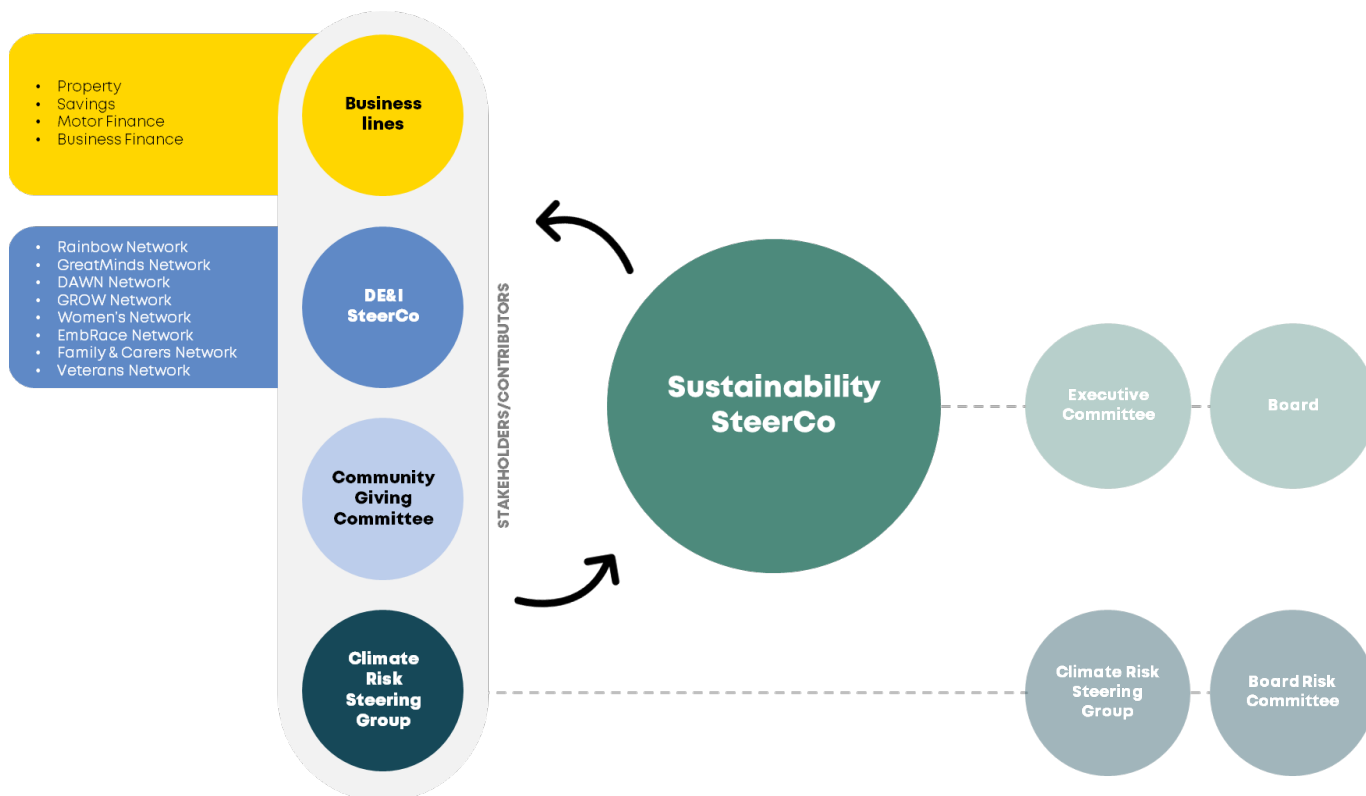 • Property
• Savings
• Motor Finance
• Business Finance
Business
lines
• Rainbow Network
• GreatMinds Network
• DAWN Network
• GROW Network
• Women's Network
• EmbRace Network
• Family & Carers Network
• Veterans Network
DE&I
SteerCo
Community
Giving
Committee
Climate
Risk
Steering
Group
STAKEHOLDERS/CONTRIBUTORS
Sustainability
SteerCo
Executive
Committee
Board
Climate Risk
Steering
Group
Board Risk
Committee